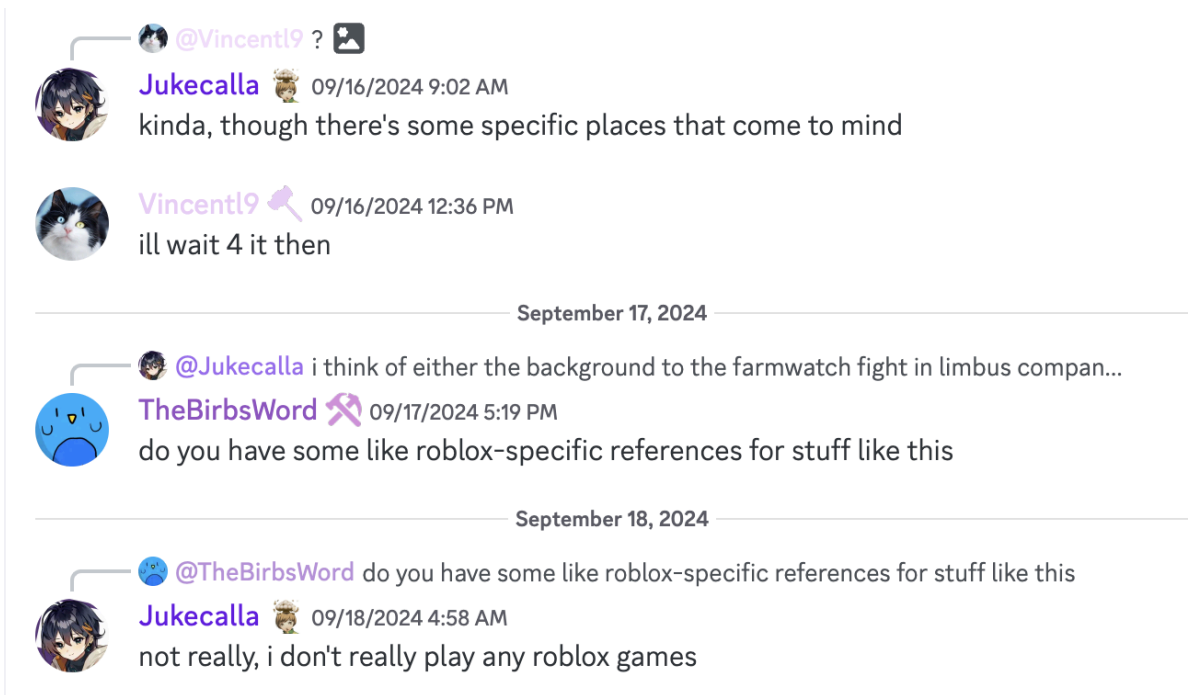 @Vincentl9 ?
Jukecalla 09/16/2024 9:02 AM
kinda, though there's some specific places that come to mind
Vincentl9 09/16/2024 12:36 PM
ill wait 4 it then
September 17, 2024
@Jukecalla i think of either the background to the farmwatch fight in limbus compan...
TheBirbsWord 09/17/2024 5:19 PM
do you have some like roblox-specific references for stuff like this
September 18, 2024
@TheBirbsWord do you have some like roblox-specific references for stuff like this
Jukecalla 09/18/2024 4:58 AM
not really, i don't really play any roblox games